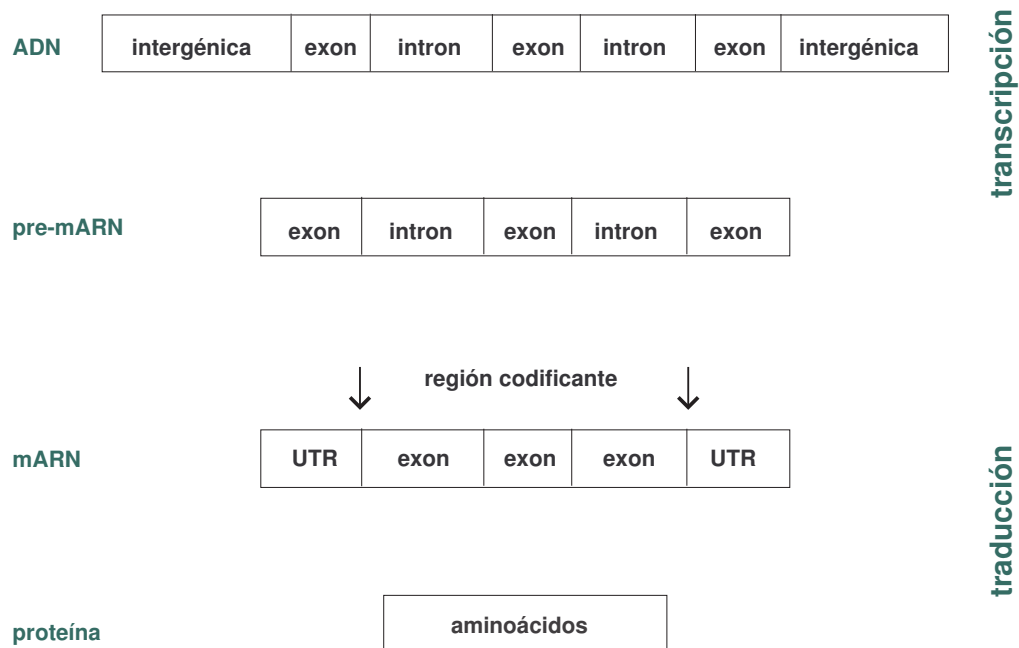 ADN intergénica exon intron exon intron exon intergénica
transcripción
pre-mARN exon intron exon intron exon
región codificante
mARN UTR exon exon exon UTR
traducción
proteína aminoácidos